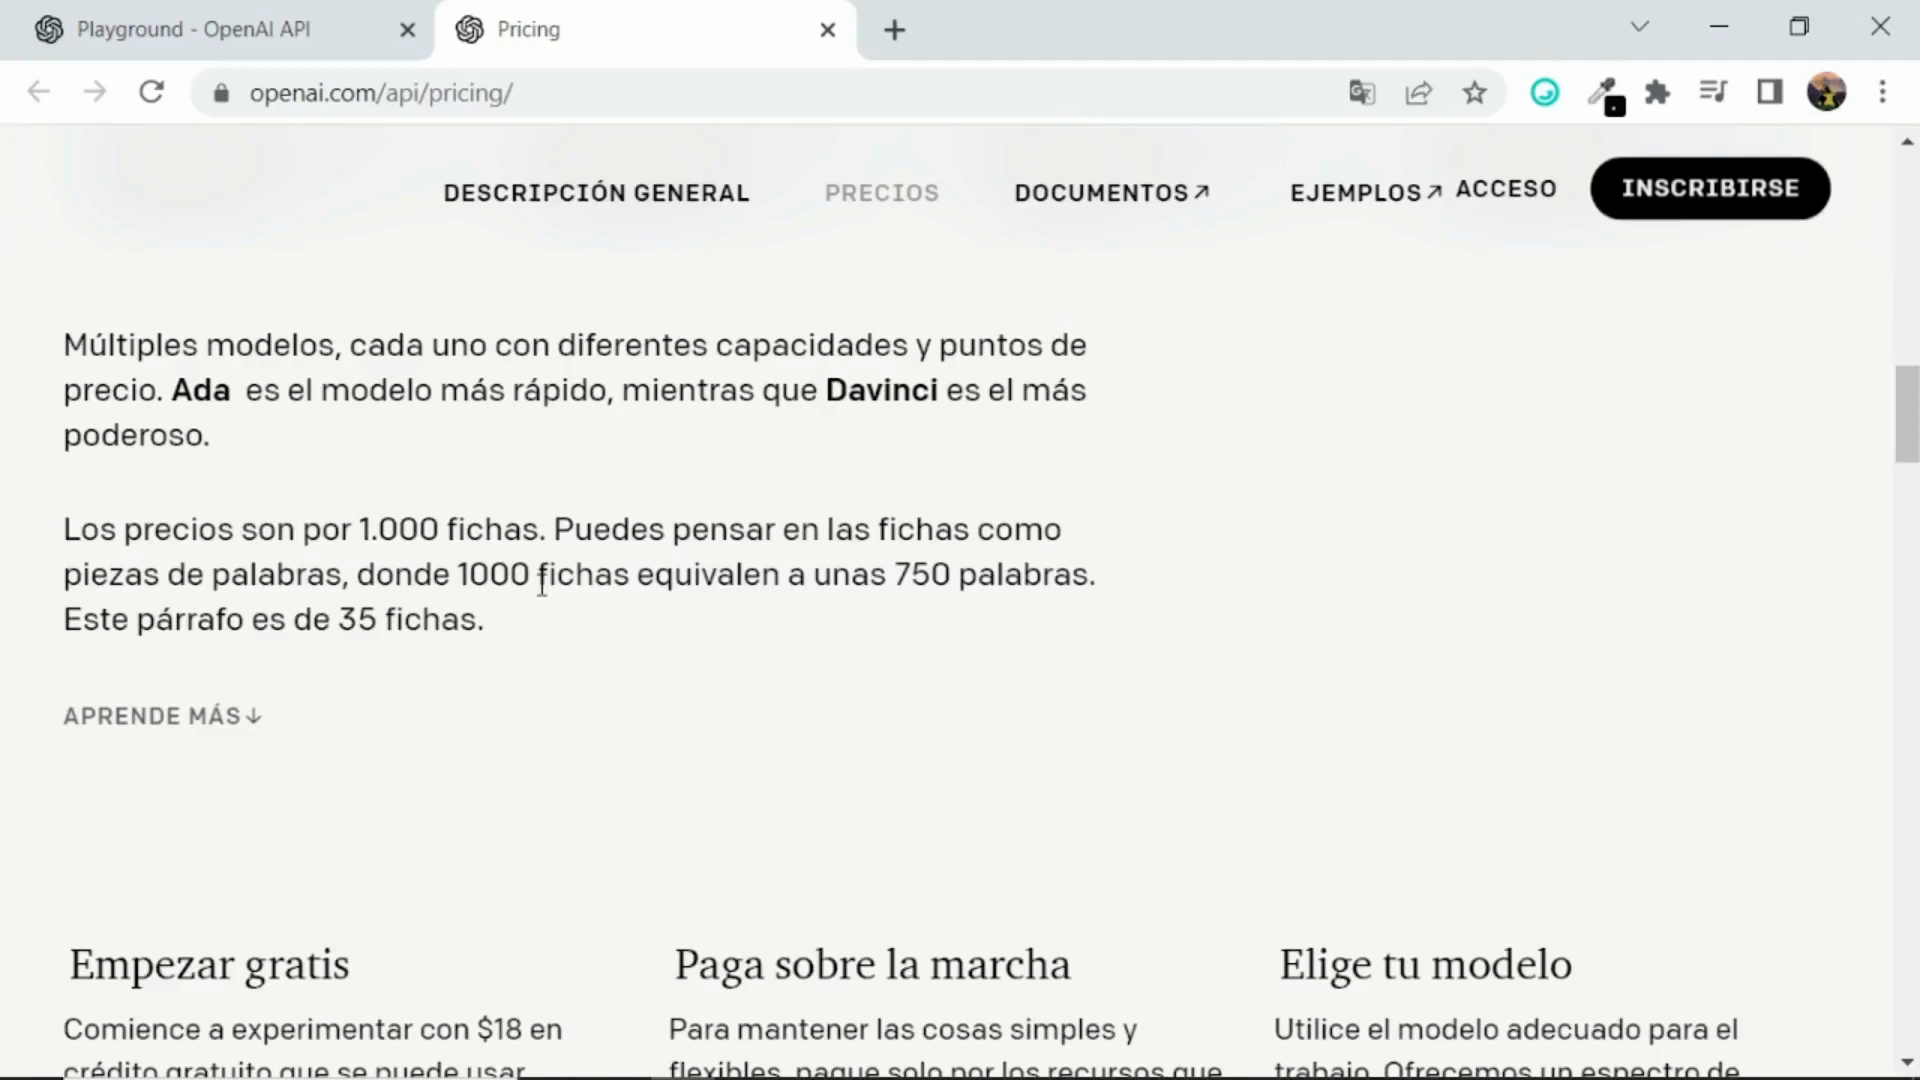 Playground - OpenAI API
Pricing
openai.com/api/pricing/
DESCRIPCIÓN GENERAL
PRECIOS
DOCUMENTOS↗
EJEMPLOS↗
ACCESO
INSCRIBIRSE
Múltiples modelos, cada uno con diferentes capacidades y puntos de
precio. Ada es el modelo más rápido, mientras que Davinci es el más
poderoso.
Los precios son por 1.000 fichas. Puedes pensar en las fichas como
piezas de palabras, donde 1000 fichas equivalen a unas 750 palabras.
Este párrafo es de 35 fichas.
APRENDE MÁS↓
Empezar gratis
Comience a experimentar con $18 en
crédito gratuito que se puede usar
Paga sobre la marcha
Para mantener las cosas simples y
flexibles, pague solo por los recursos que
Elige tu modelo
Utilice el modelo adecuado para el
trabajo. Ofrecemos un espectro de